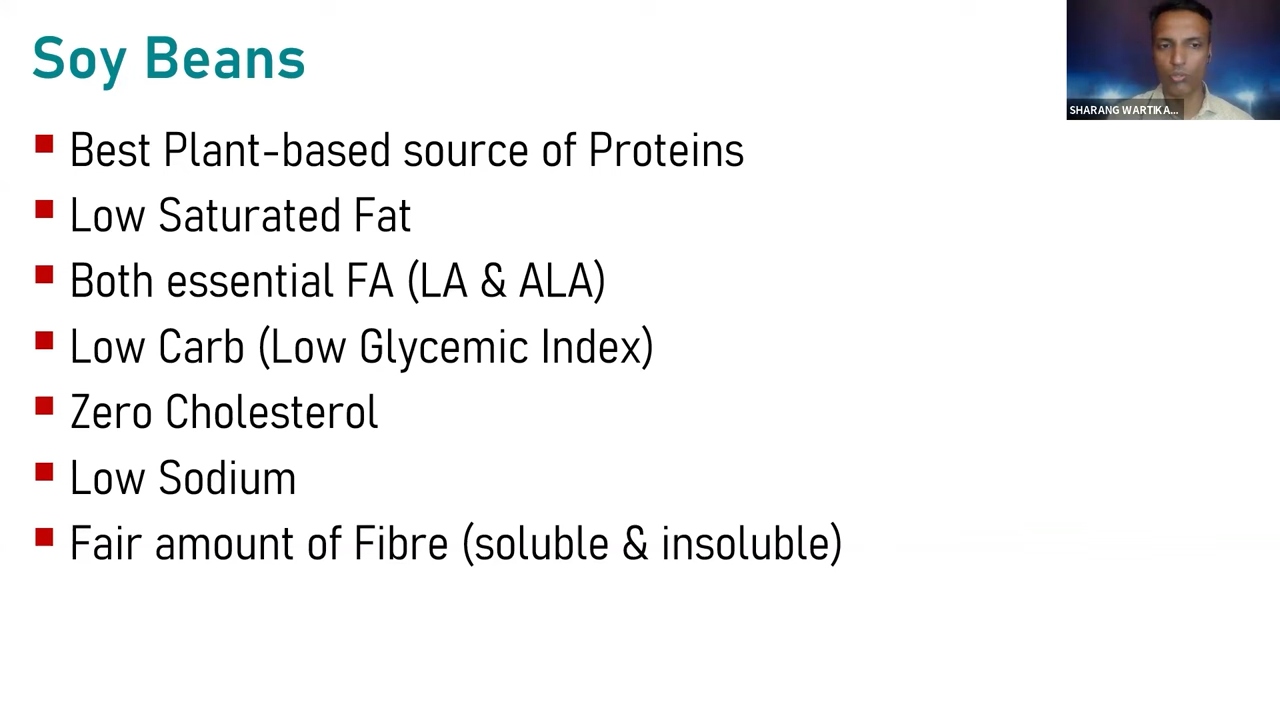 Soy Beans
SHARANG WARTIKA...
Best Plant-based source of Proteins
Low Saturated Fat
Both essential FA (LA & ALA)
Low Carb (Low Glycemic Index)
Zero Cholesterol
Low Sodium
Fair amount of Fibre (soluble & insoluble)